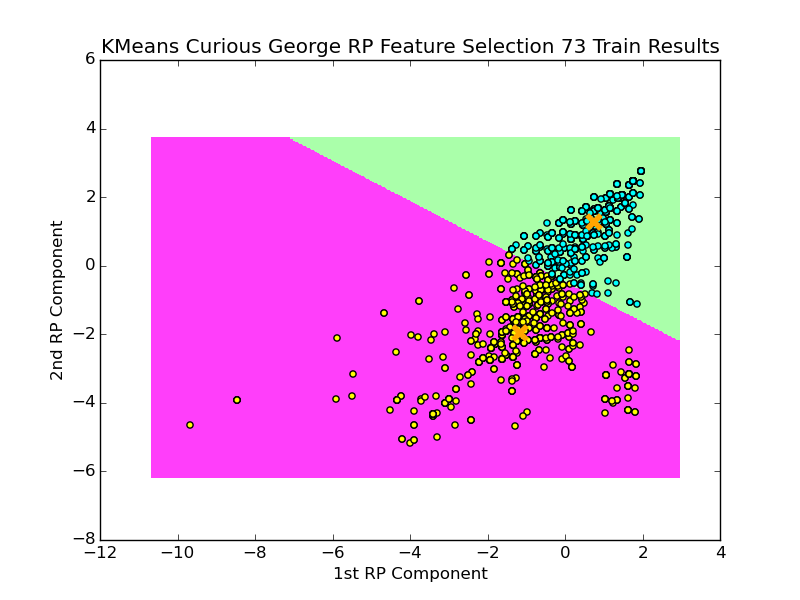 KMeans Curious George RP Feature Selection 73 Train Results
6
4
2
0
−2
−4
−6
−8
2nd RP Component
−12 −10 −8 −6 −4 −2 0 2 4
1st RP Component